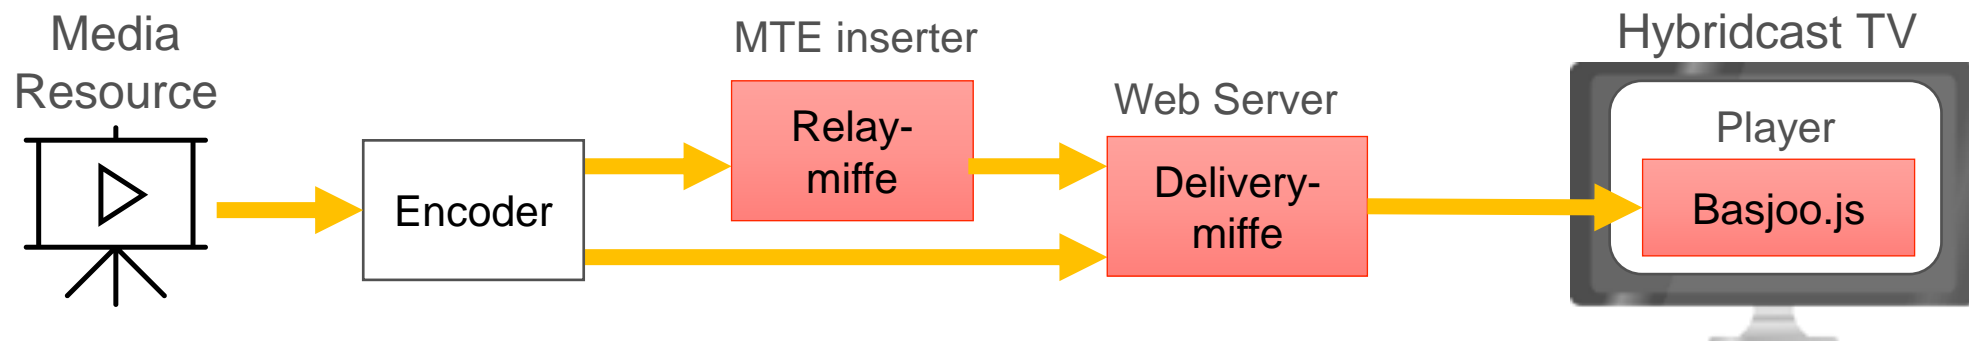 Media
Resource
Encoder
MTE inserter
Relay-
miffe
Web Server
Delivery-
miffe
Hybridcast TV
Player
Basjoo.js